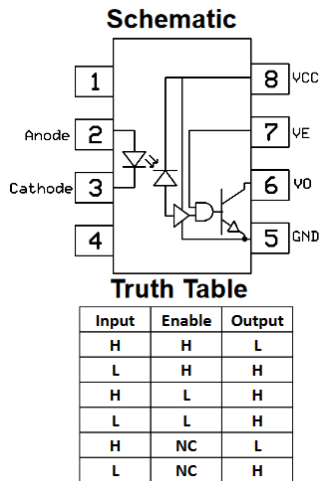 Schematic
1
8 VCC
Anode 2
7 VE
Cathode 3
6 VO
4
5 GND
Truth Table
Input Enable Output
H H L
L H H
H L H
L L H
H NC L
L NC H